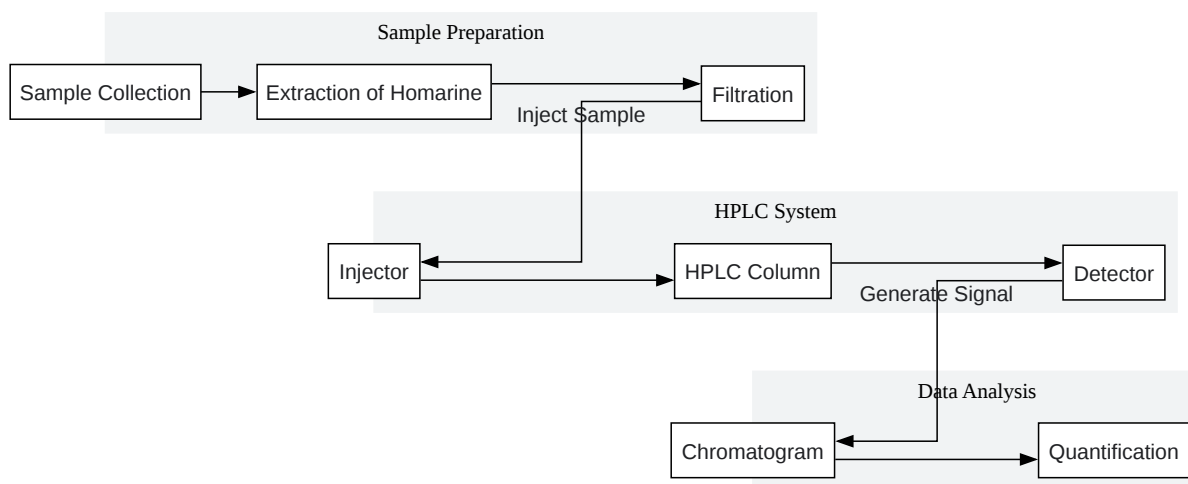 Sample Preparation
Sample Collection
Extraction of Homarine
Filtration
Inject Sample
HPLC System
Injector
HPLC Column
Detector
Generate Signal
Data Analysis
Chromatogram
Quantification